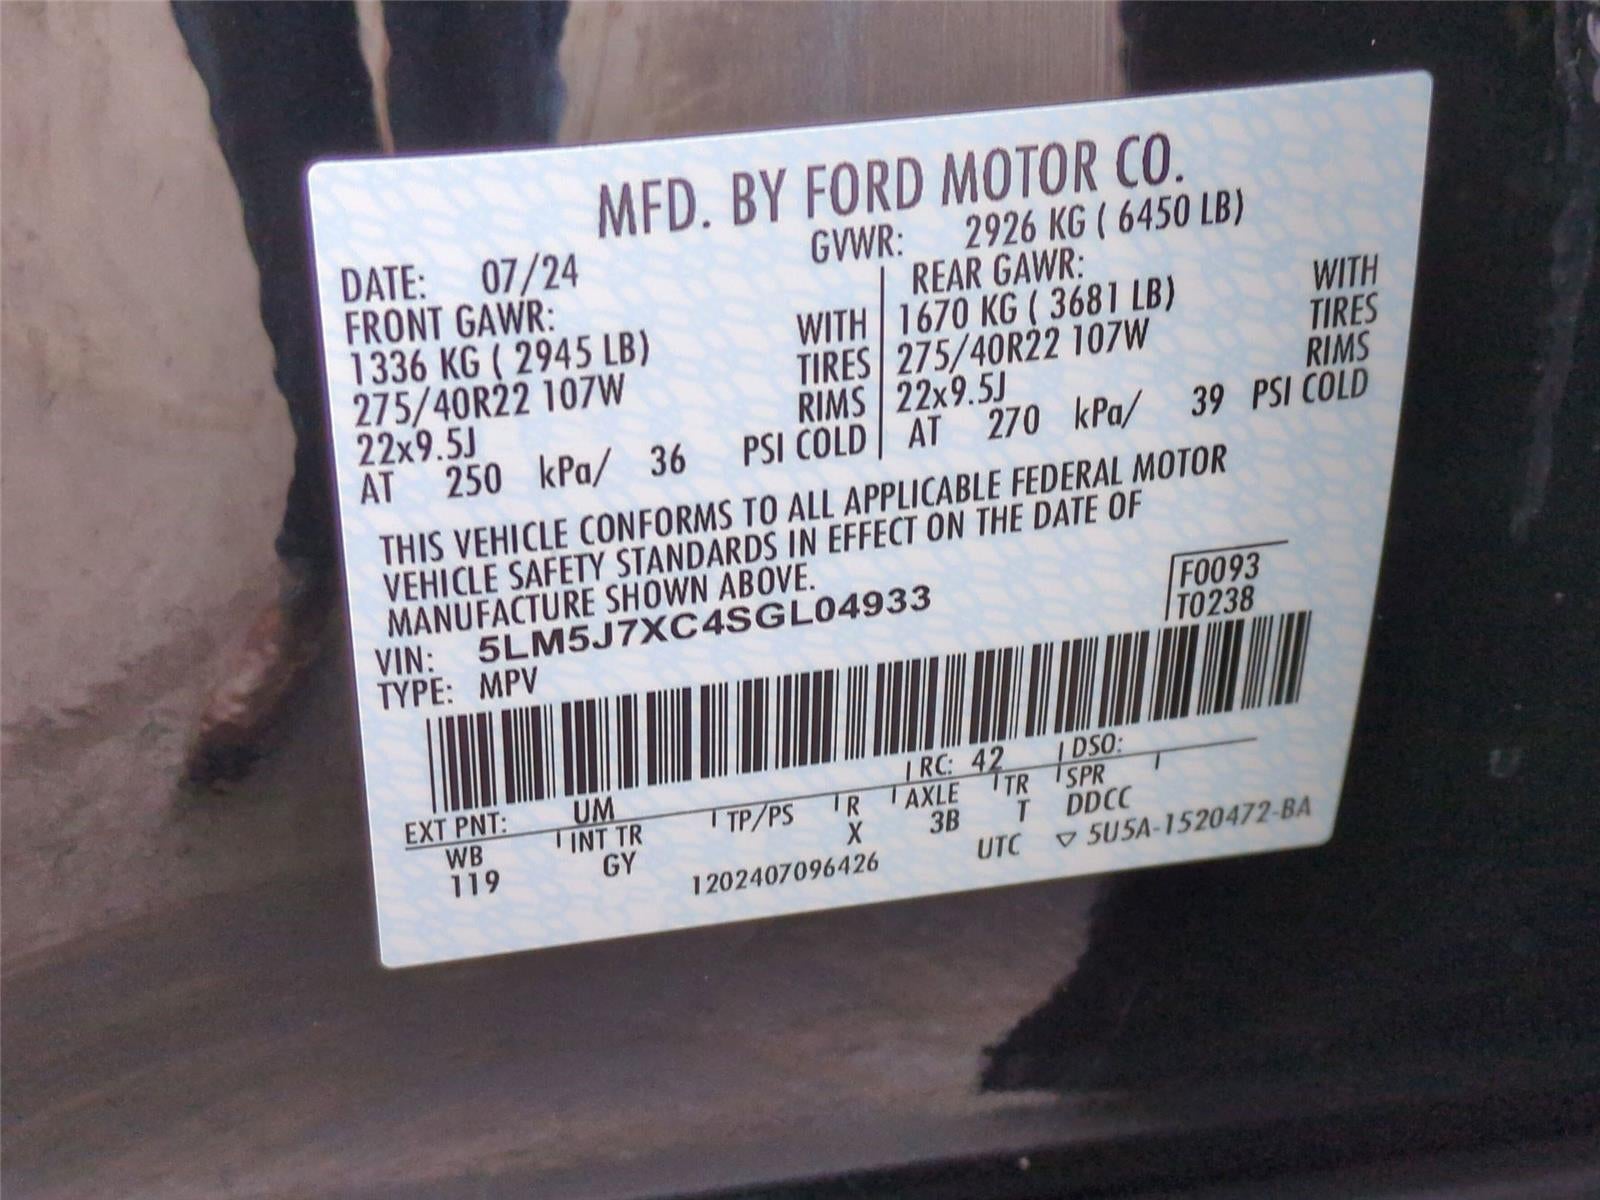 MFD. BY FORD MOTOR CO.
DATE: 07/24 GVWR: 2926 KG ( 6450 LB)
FRONT GAWR: REAR GAWR:
1336 KG ( 2945 LB) WITH 1670 KG ( 3681 LB) WITH
275/40R22 107W TIRES 275/40R22 107W TIRES
22x9.5J RIMS 22x9.5J RIMS
AT 250 kPa/ 36 PSI COLD AT 270 kPa/ 39 PSI COLD
THIS VEHICLE CONFORMS TO ALL APPLICABLE FEDERAL MOTOR
VEHICLE SAFETY STANDARDS IN EFFECT ON THE DATE OF
MANUFACTURE SHOWN ABOVE.
VIN: 5LM5J7XC4SGL04933 F0093
TYPE: MPV T0238
EXT PNT: UM RC: 42 DSO:
WB INT TR TP/PS R AXLE TR SPR
119 GY X 3B T DDCC
1202407096426 UTC ▽ 5U5A-1520472-BA